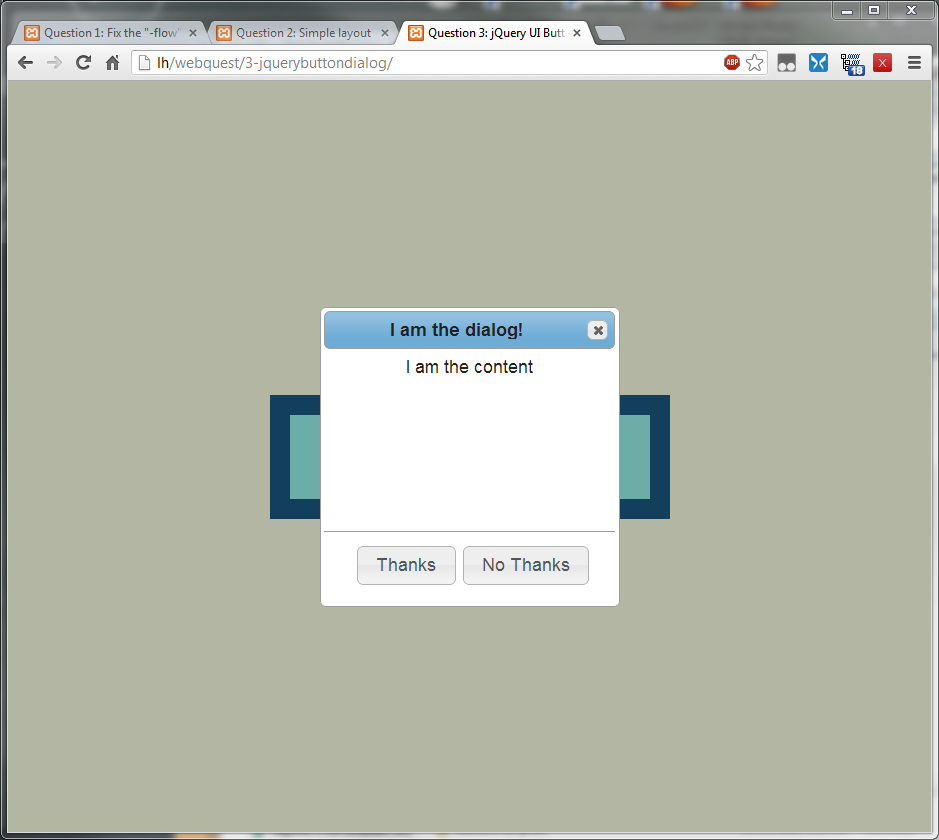 Question 1: Fix the "-flow"
Question 2: Simple layout
Question 3: jQuery UI Butt
lh/webquest/3-jquerybuttondialog/
ABP
18
I am the dialog!
I am the content
Thanks
No Thanks